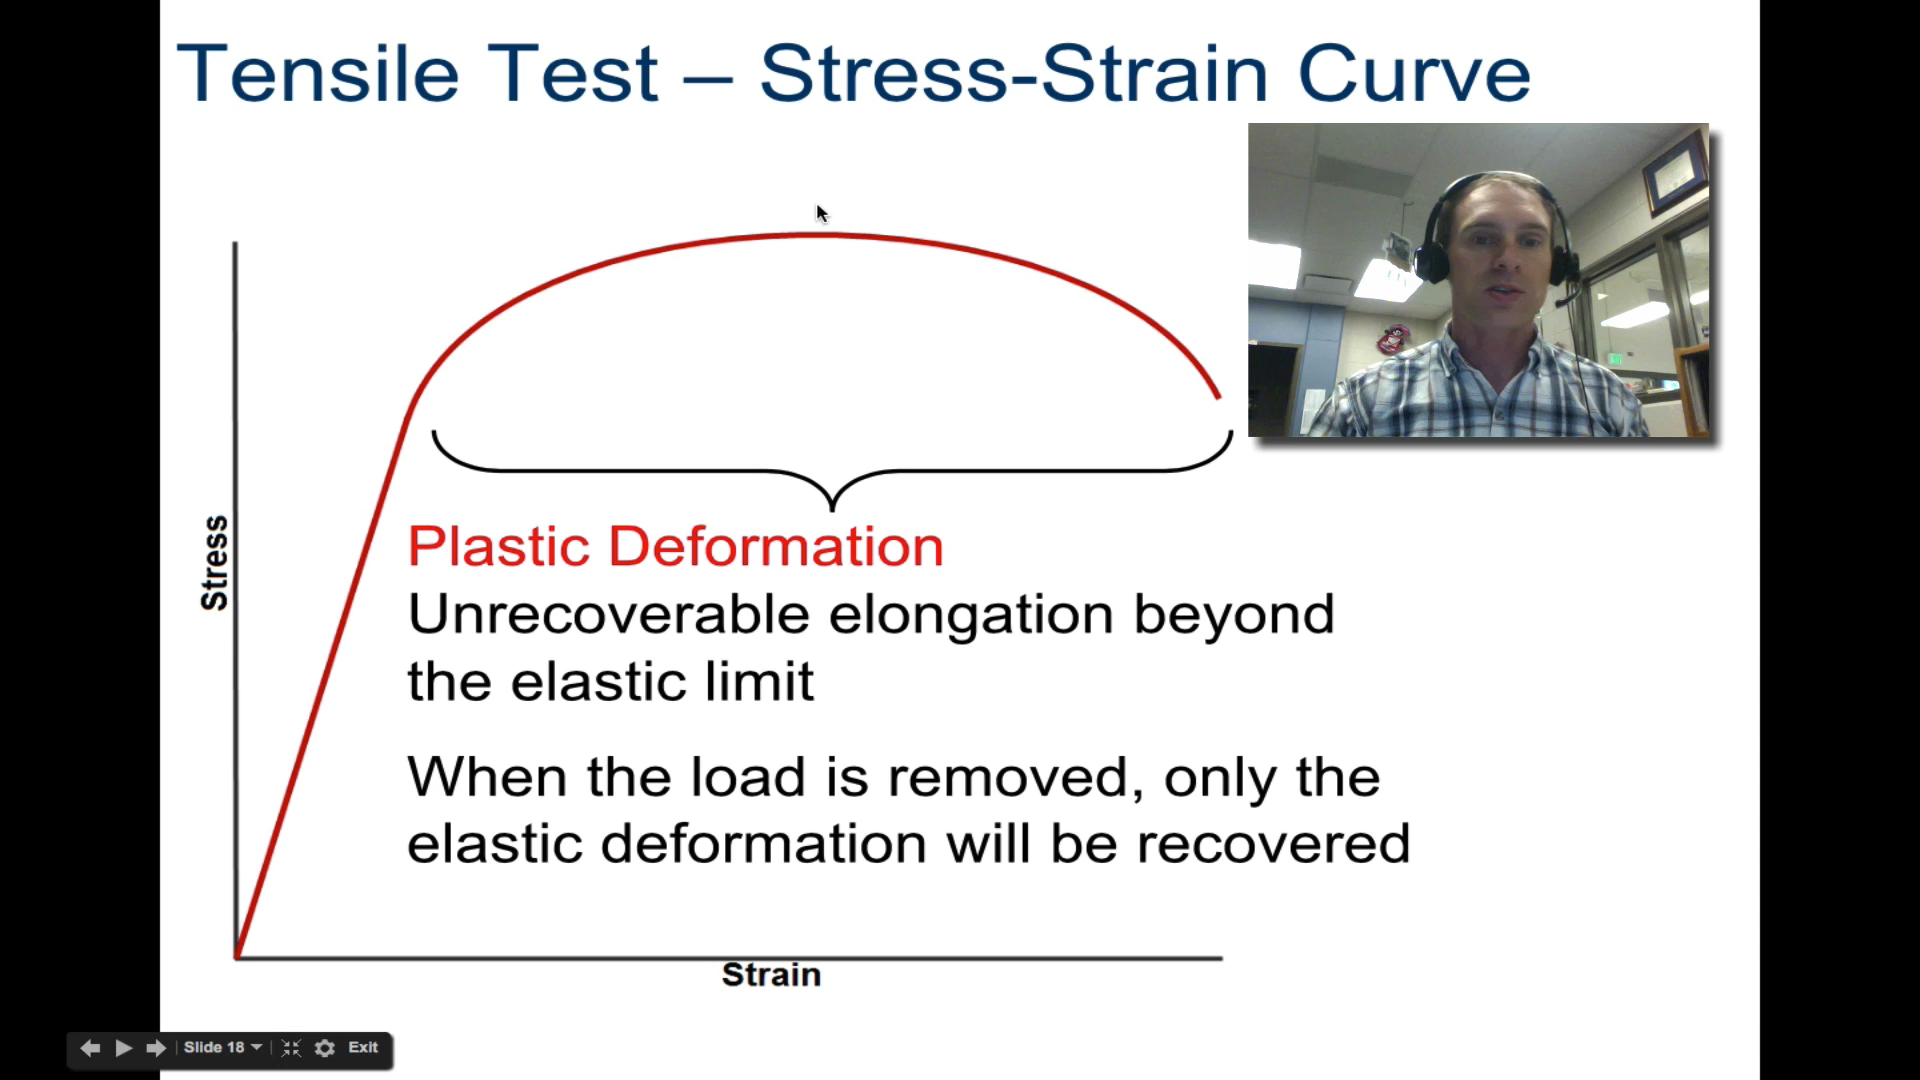 Tensile Test – Stress-Strain Curve
Stress
Plastic Deformation
Unrecoverable elongation beyond
the elastic limit
When the load is removed, only the
elastic deformation will be recovered
Strain
Slide 18
Exit